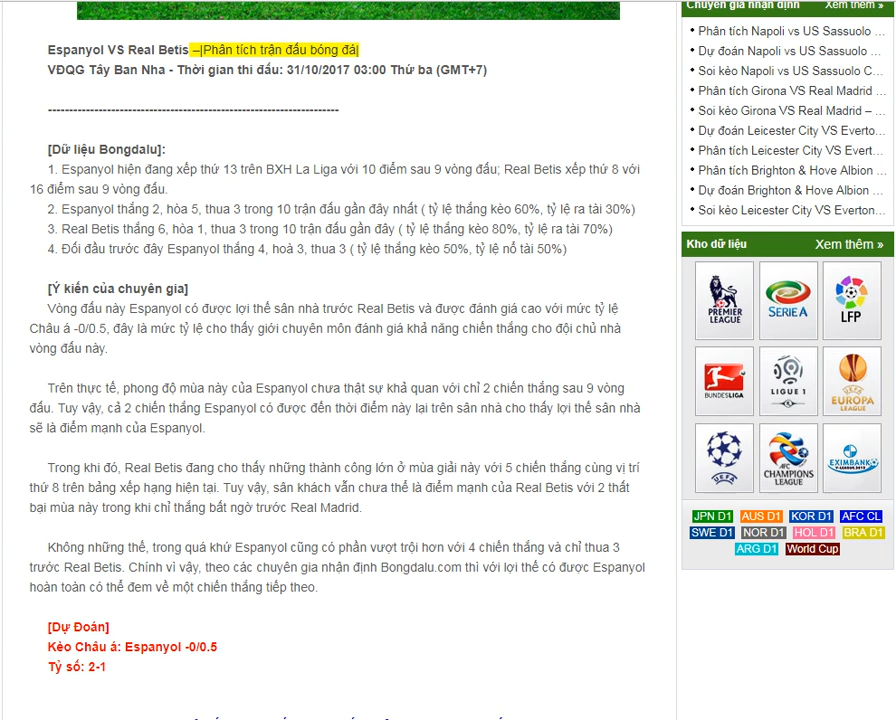 Espanyol VS Real Betis –|Phân tích trận đấu bóng đá|
VĐQG Tây Ban Nha - Thời gian thi đấu: 31/10/2017 03:00 Thứ ba (GMT+7)
--------------------------------------------------------------------
[Dữ liệu Bongdalu]:
1. Espanyol hiện đang xếp thứ 13 trên BXH La Liga với 10 điểm sau 9 vòng đấu; Real Betis xếp thứ 8 với
16 điểm sau 9 vòng đấu.
2. Espanyol thắng 2, hòa 5, thua 3 trong 10 trận đấu gần đây nhất ( tỷ lệ thắng kèo 60%, tỷ lệ ra tài 30%)
3. Real Betis thắng 6, hòa 1, thua 3 trong 10 trận đấu gần đây ( tỷ lệ thắng kèo 80%, tỷ lệ ra tài 70%)
4. Đối đầu trước đây Espanyol thắng 4, hoà 3, thua 3 ( tỷ lệ thắng kèo 50%, tỷ lệ nổ tài 50%)
[Ý kiến của chuyên gia]
Vòng đấu này Espanyol có được lợi thế sân nhà trước Real Betis và được đánh giá cao với mức tỷ lệ
Châu á -0/0.5, đây là mức tỷ lệ cho thấy giới chuyên môn đánh giá khả năng chiến thắng cho đội chủ nhà
vòng đấu này.
Trên thực tế, phong độ mùa này của Espanyol chưa thật sự khả quan với chỉ 2 chiến thắng sau 9 vòng
đấu. Tuy vậy, cả 2 chiến thắng Espanyol có được đến thời điểm này lại trên sân nhà cho thấy lợi thế sân nhà
sẽ là điểm mạnh của Espanyol.
Trong khi đó, Real Betis đang cho thấy những thành công lớn ở mùa giải này với 5 chiến thắng cùng vị trí
thứ 8 trên bảng xếp hạng hiện tại. Tuy vậy, sân khách vẫn chưa thể là điểm mạnh của Real Betis với 2 thất
bại mùa này trong khi chỉ thắng bất ngờ trước Real Madrid.
Không những thế, trong quá khứ Espanyol cũng có phần vượt trội hơn với 4 chiến thắng và chỉ thua 3
trước Real Betis. Chính vì vậy, theo các chuyên gia nhận định Bongdalu.com thì với lợi thế có được Espanyol
hoàn toàn có thể đem về một chiến thắng tiếp theo.
[Dự Đoán]
Kèo Châu á: Espanyol -0/0.5
Tỷ số: 2-1
Chuyên gia nhận định Xem thêm »
Phân tích Napoli vs US Sassuolo ...
Dự đoán Napoli vs US Sassuolo ...
Soi kèo Napoli vs US Sassuolo C...
Phân tích Girona VS Real Madrid ...
Soi kèo Girona VS Real Madrid – ...
Dự đoán Leicester City VS Everto...
Phân tích Leicester City VS Evert...
Phân tích Brighton & Hove Albion ...
Dự đoán Brighton & Hove Albion ...
Soi kèo Leicester City VS Everton...
Kho dữ liệu Xem thêm »
PREMIER LEAGUE
SERIE A
LFP
BUNDESLIGA
LIGUE 1
EUROPA LEAGUE
UEFA
AFC CHAMPIONS LEAGUE
EXIMBANK
JPN D1 AUS D1 KOR D1 AFC CL
SWE D1 NOR D1 HOL D1 BRA D1
ARG D1 World Cup